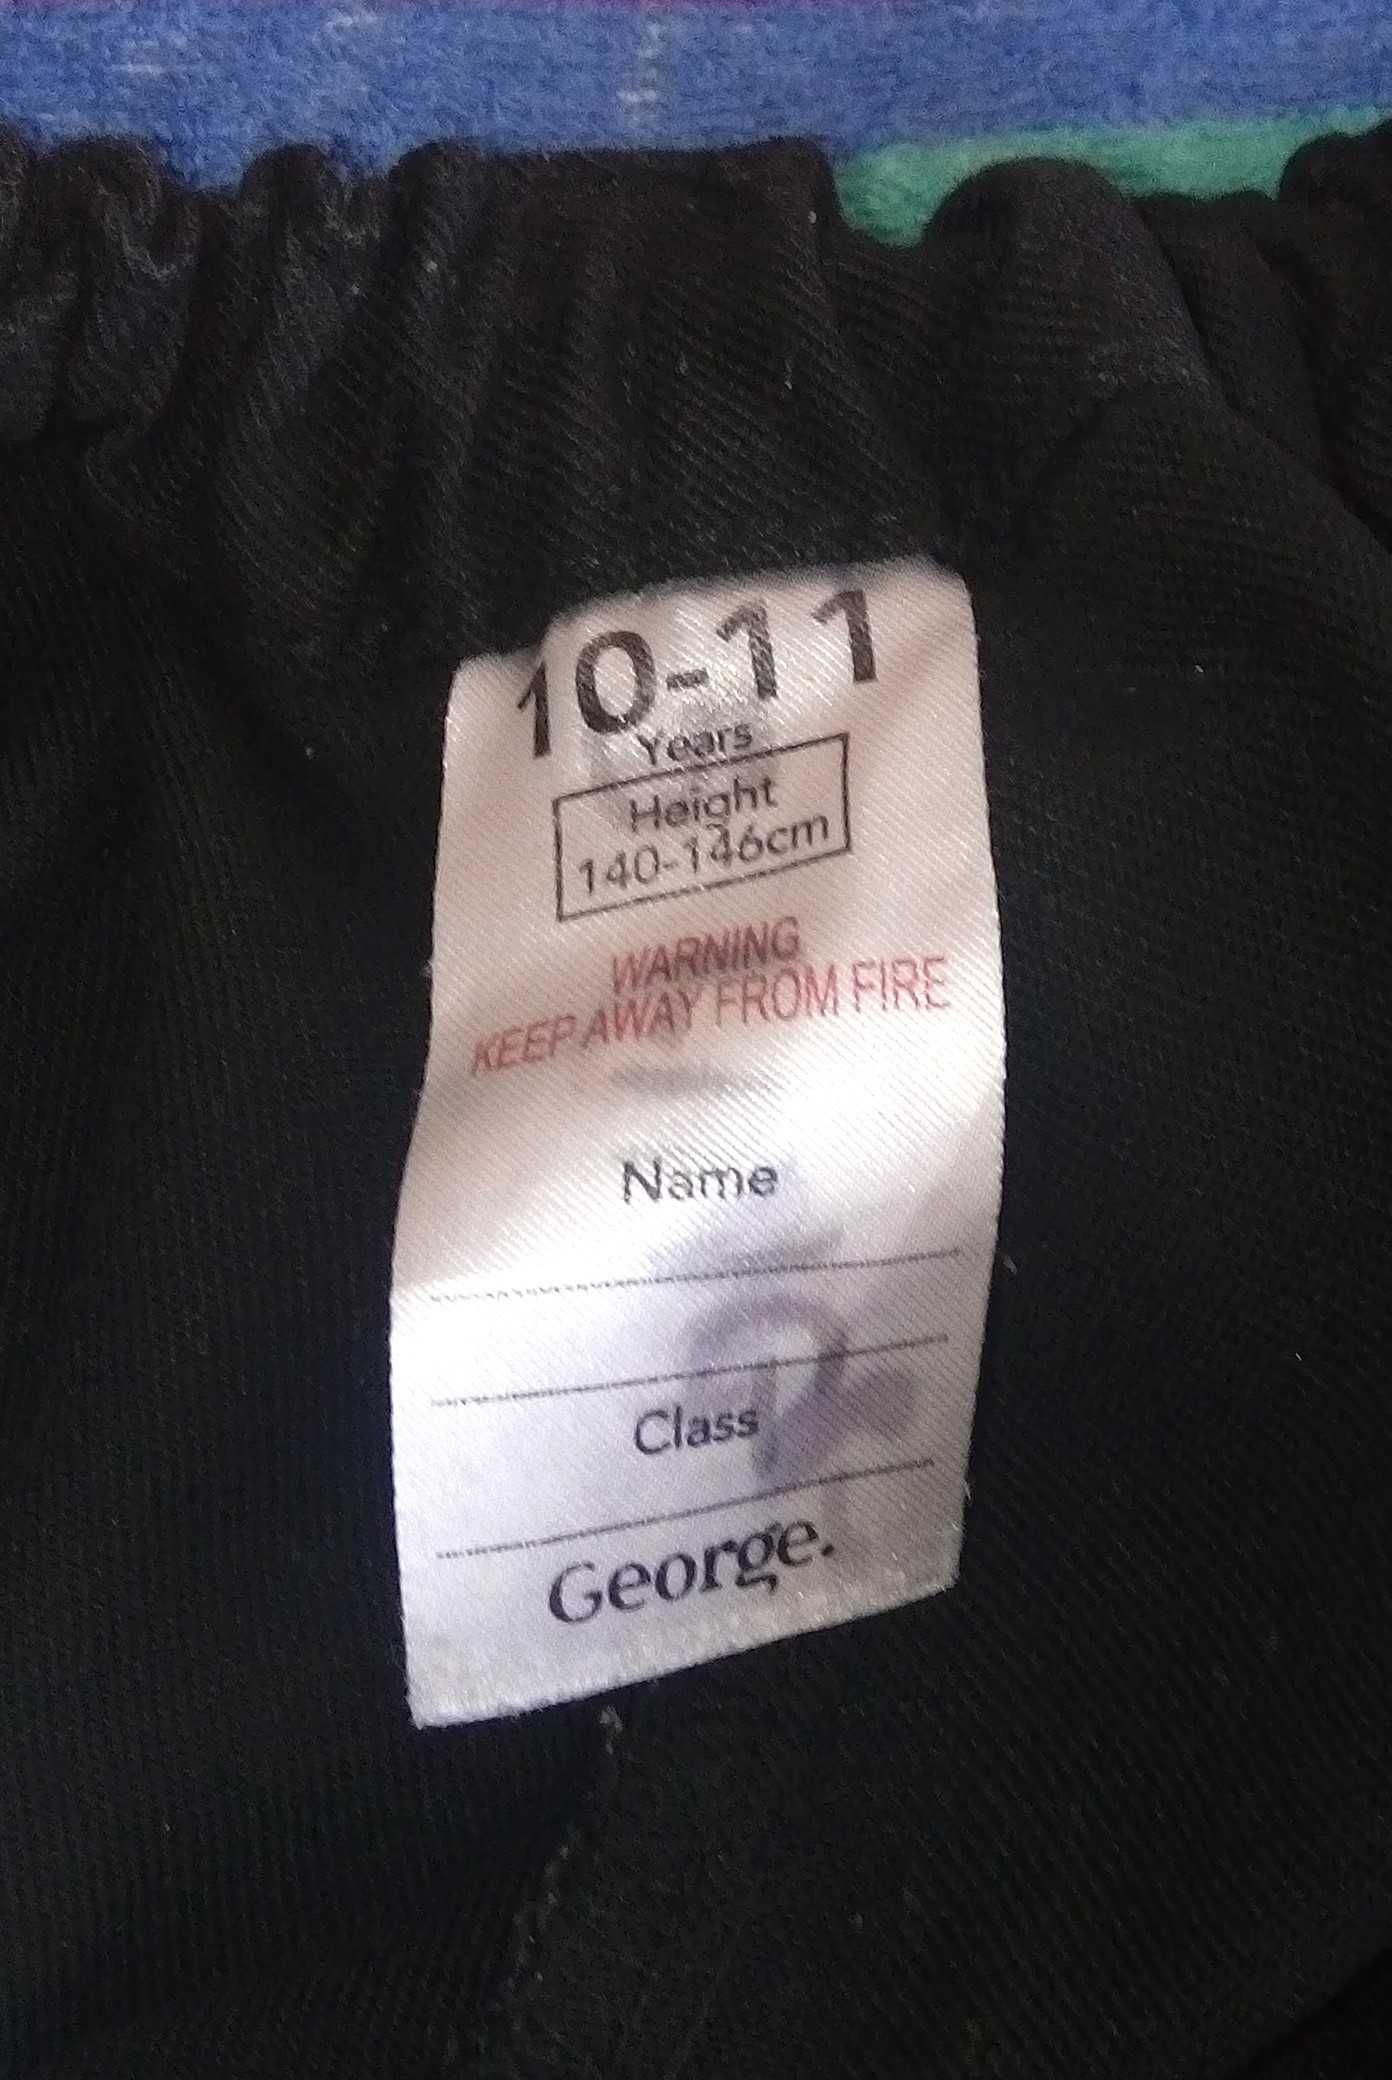 10-11
Years
Height
140-146cm
WARNING
KEEP AWAY FROM FIRE
Name
Class
George.